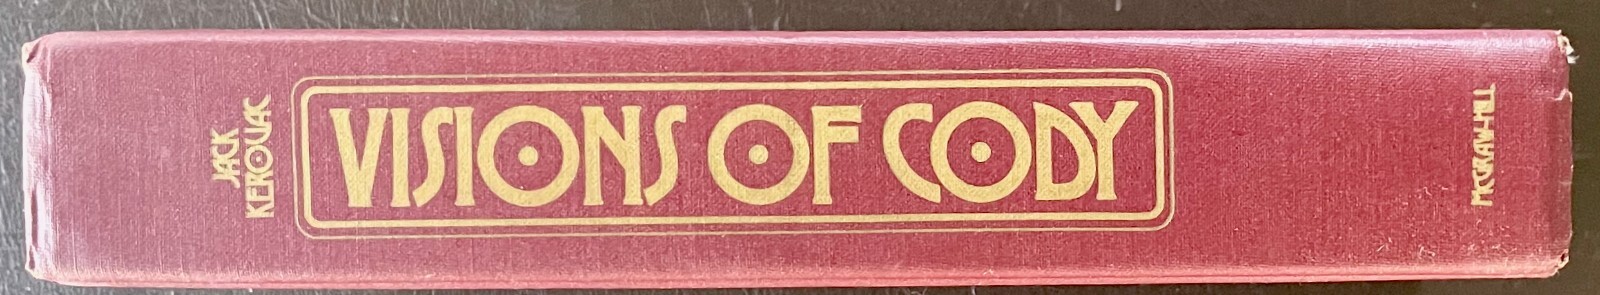 JACK
KEROUAC
VISIONS OF CODY
MCGRAW-HILL